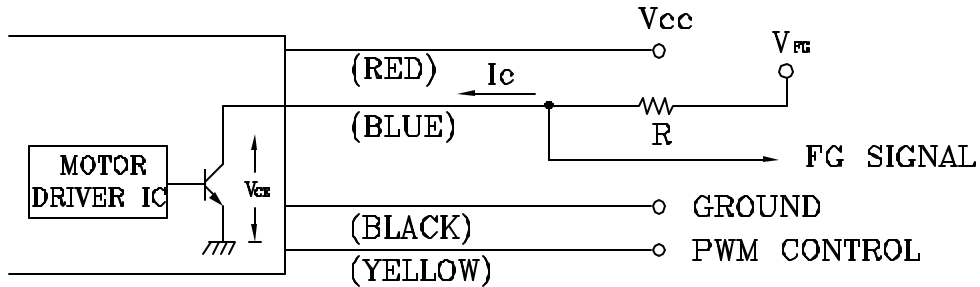 Vcc
VFG
(RED)
Ic
(BLUE)
R
FG SIGNAL
MOTOR
DRIVER IC
VCE
GROUND
(BLACK)
PWM CONTROL
(YELLOW)